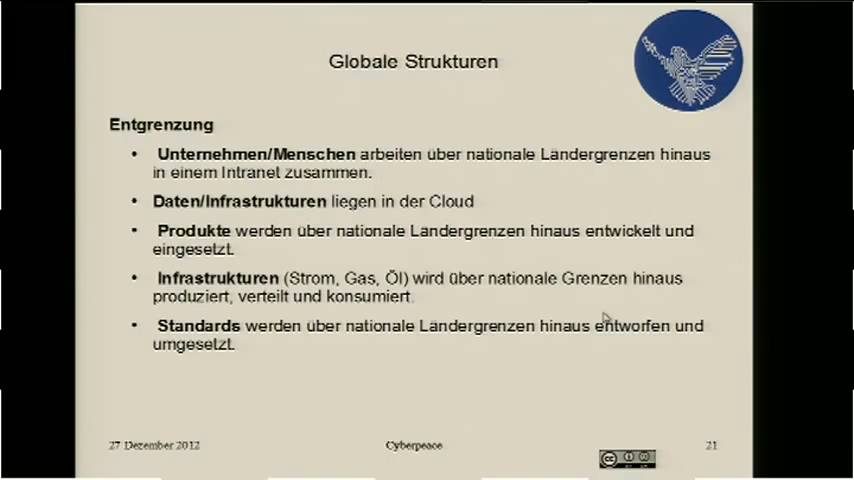 Globale Strukturen
Entgrenzung
• Unternehmen/Menschen arbeiten über nationale Ländergrenzen hinaus
in einem Intranet zusammen.
• Daten/Infrastrukturen liegen in der Cloud
• Produkte werden über nationale Ländergrenzen hinaus entwickelt und
eingesetzt.
• Infrastrukturen (Strom, Gas, Öl) wird über nationale Grenzen hinaus
produziert, verteilt und konsumiert.
• Standards werden über nationale Ländergrenzen hinaus entworfen und
umgesetzt.
27 Dezember 2012 Cyberpeace 21
cc